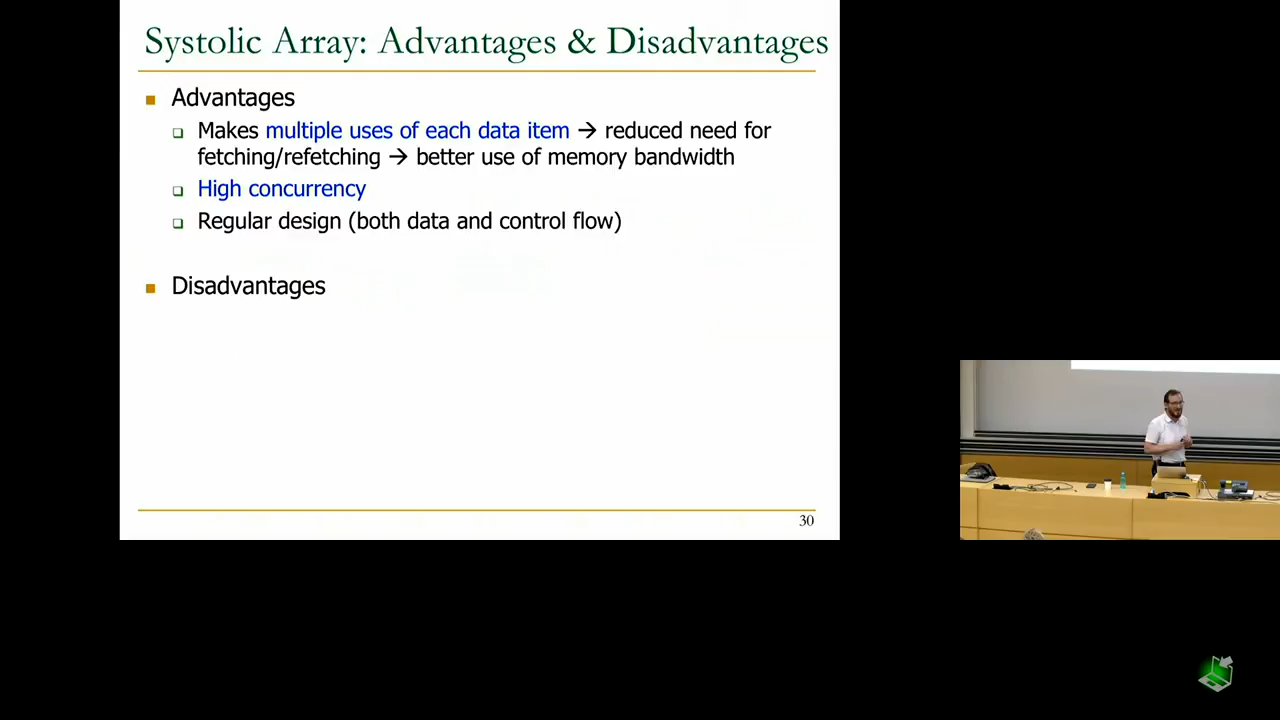 Systolic Array: Advantages & Disadvantages
Advantages
Makes multiple uses of each data item → reduced need for
fetching/refetching → better use of memory bandwidth
High concurrency
Regular design (both data and control flow)
Disadvantages
30